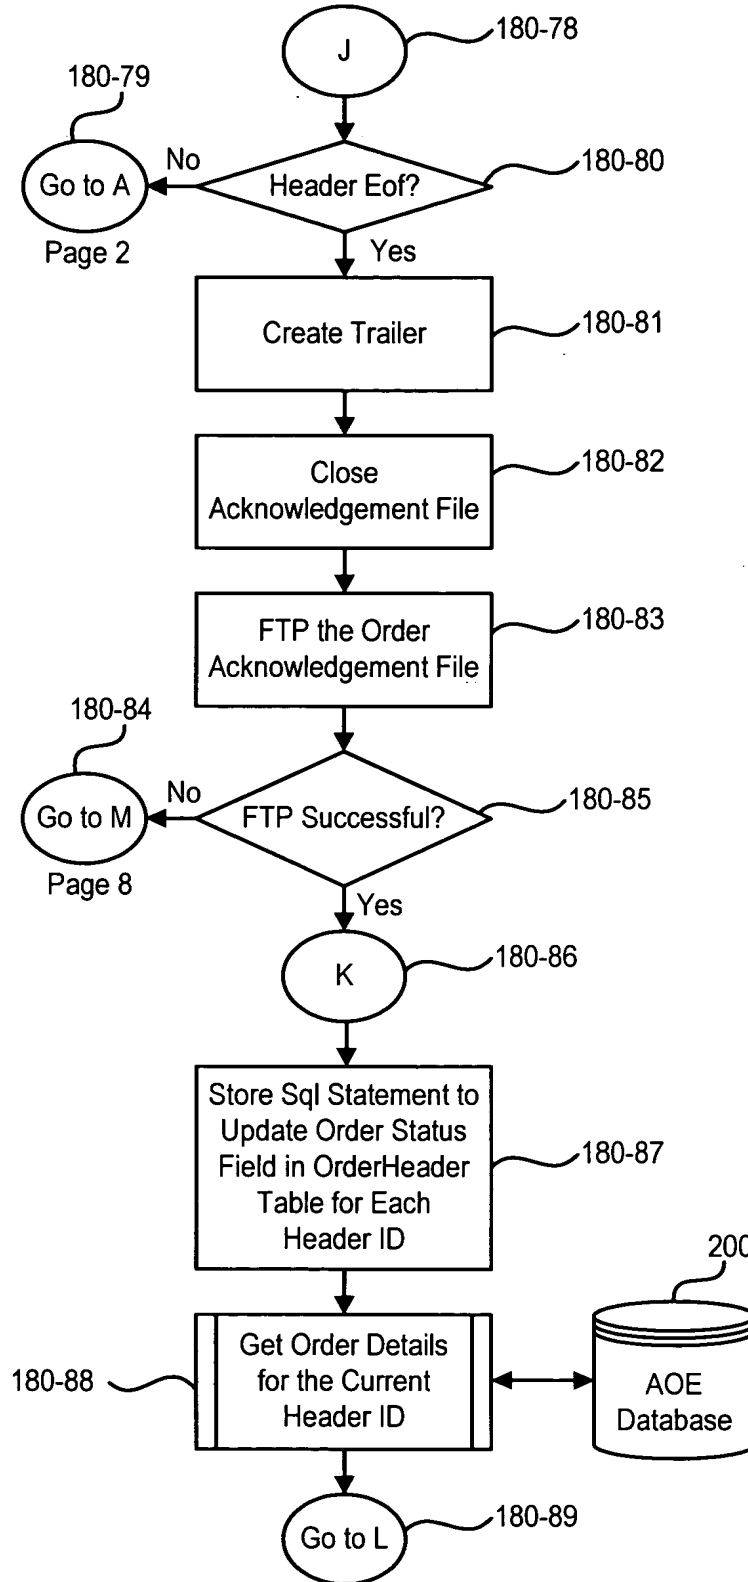 J
180-78
180-79
No
Go to A
Page 2
Header Eof?
180-80
Yes
Create Trailer
180-81
Close
Acknowledgement File
180-82
FTP the Order
Acknowledgement File
180-83
180-84
No
Go to M
Page 8
FTP Successful?
180-85
Yes
K
180-86
Store Sql Statement to
Update Order Status
Field in OrderHeader
Table for Each
Header ID
180-87
200
180-88
Get Order Details
for the Current
Header ID
AOE
Database
Go to L
180-89